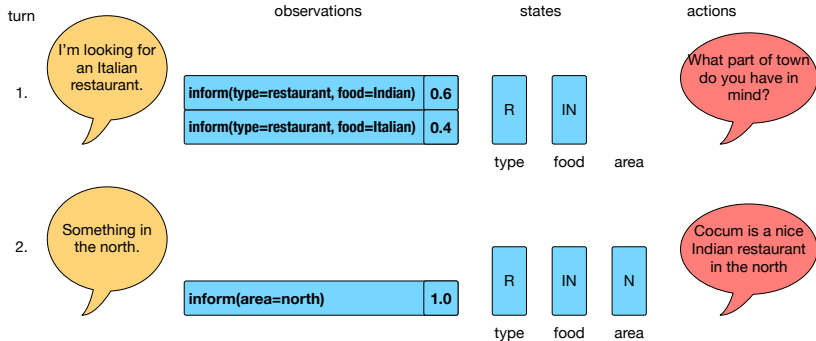 turn
observations
states
actions
1.
I'm looking for
an Italian
restaurant.
inform(type=restaurant, food=Indian) 0.6
inform(type=restaurant, food=Italian) 0.4
R IN
type food area
What part of town
do you have in
mind?
2.
Something in
the north.
inform(area=north) 1.0
R IN N
type food area
Cocum is a nice
Indian restaurant
in the north